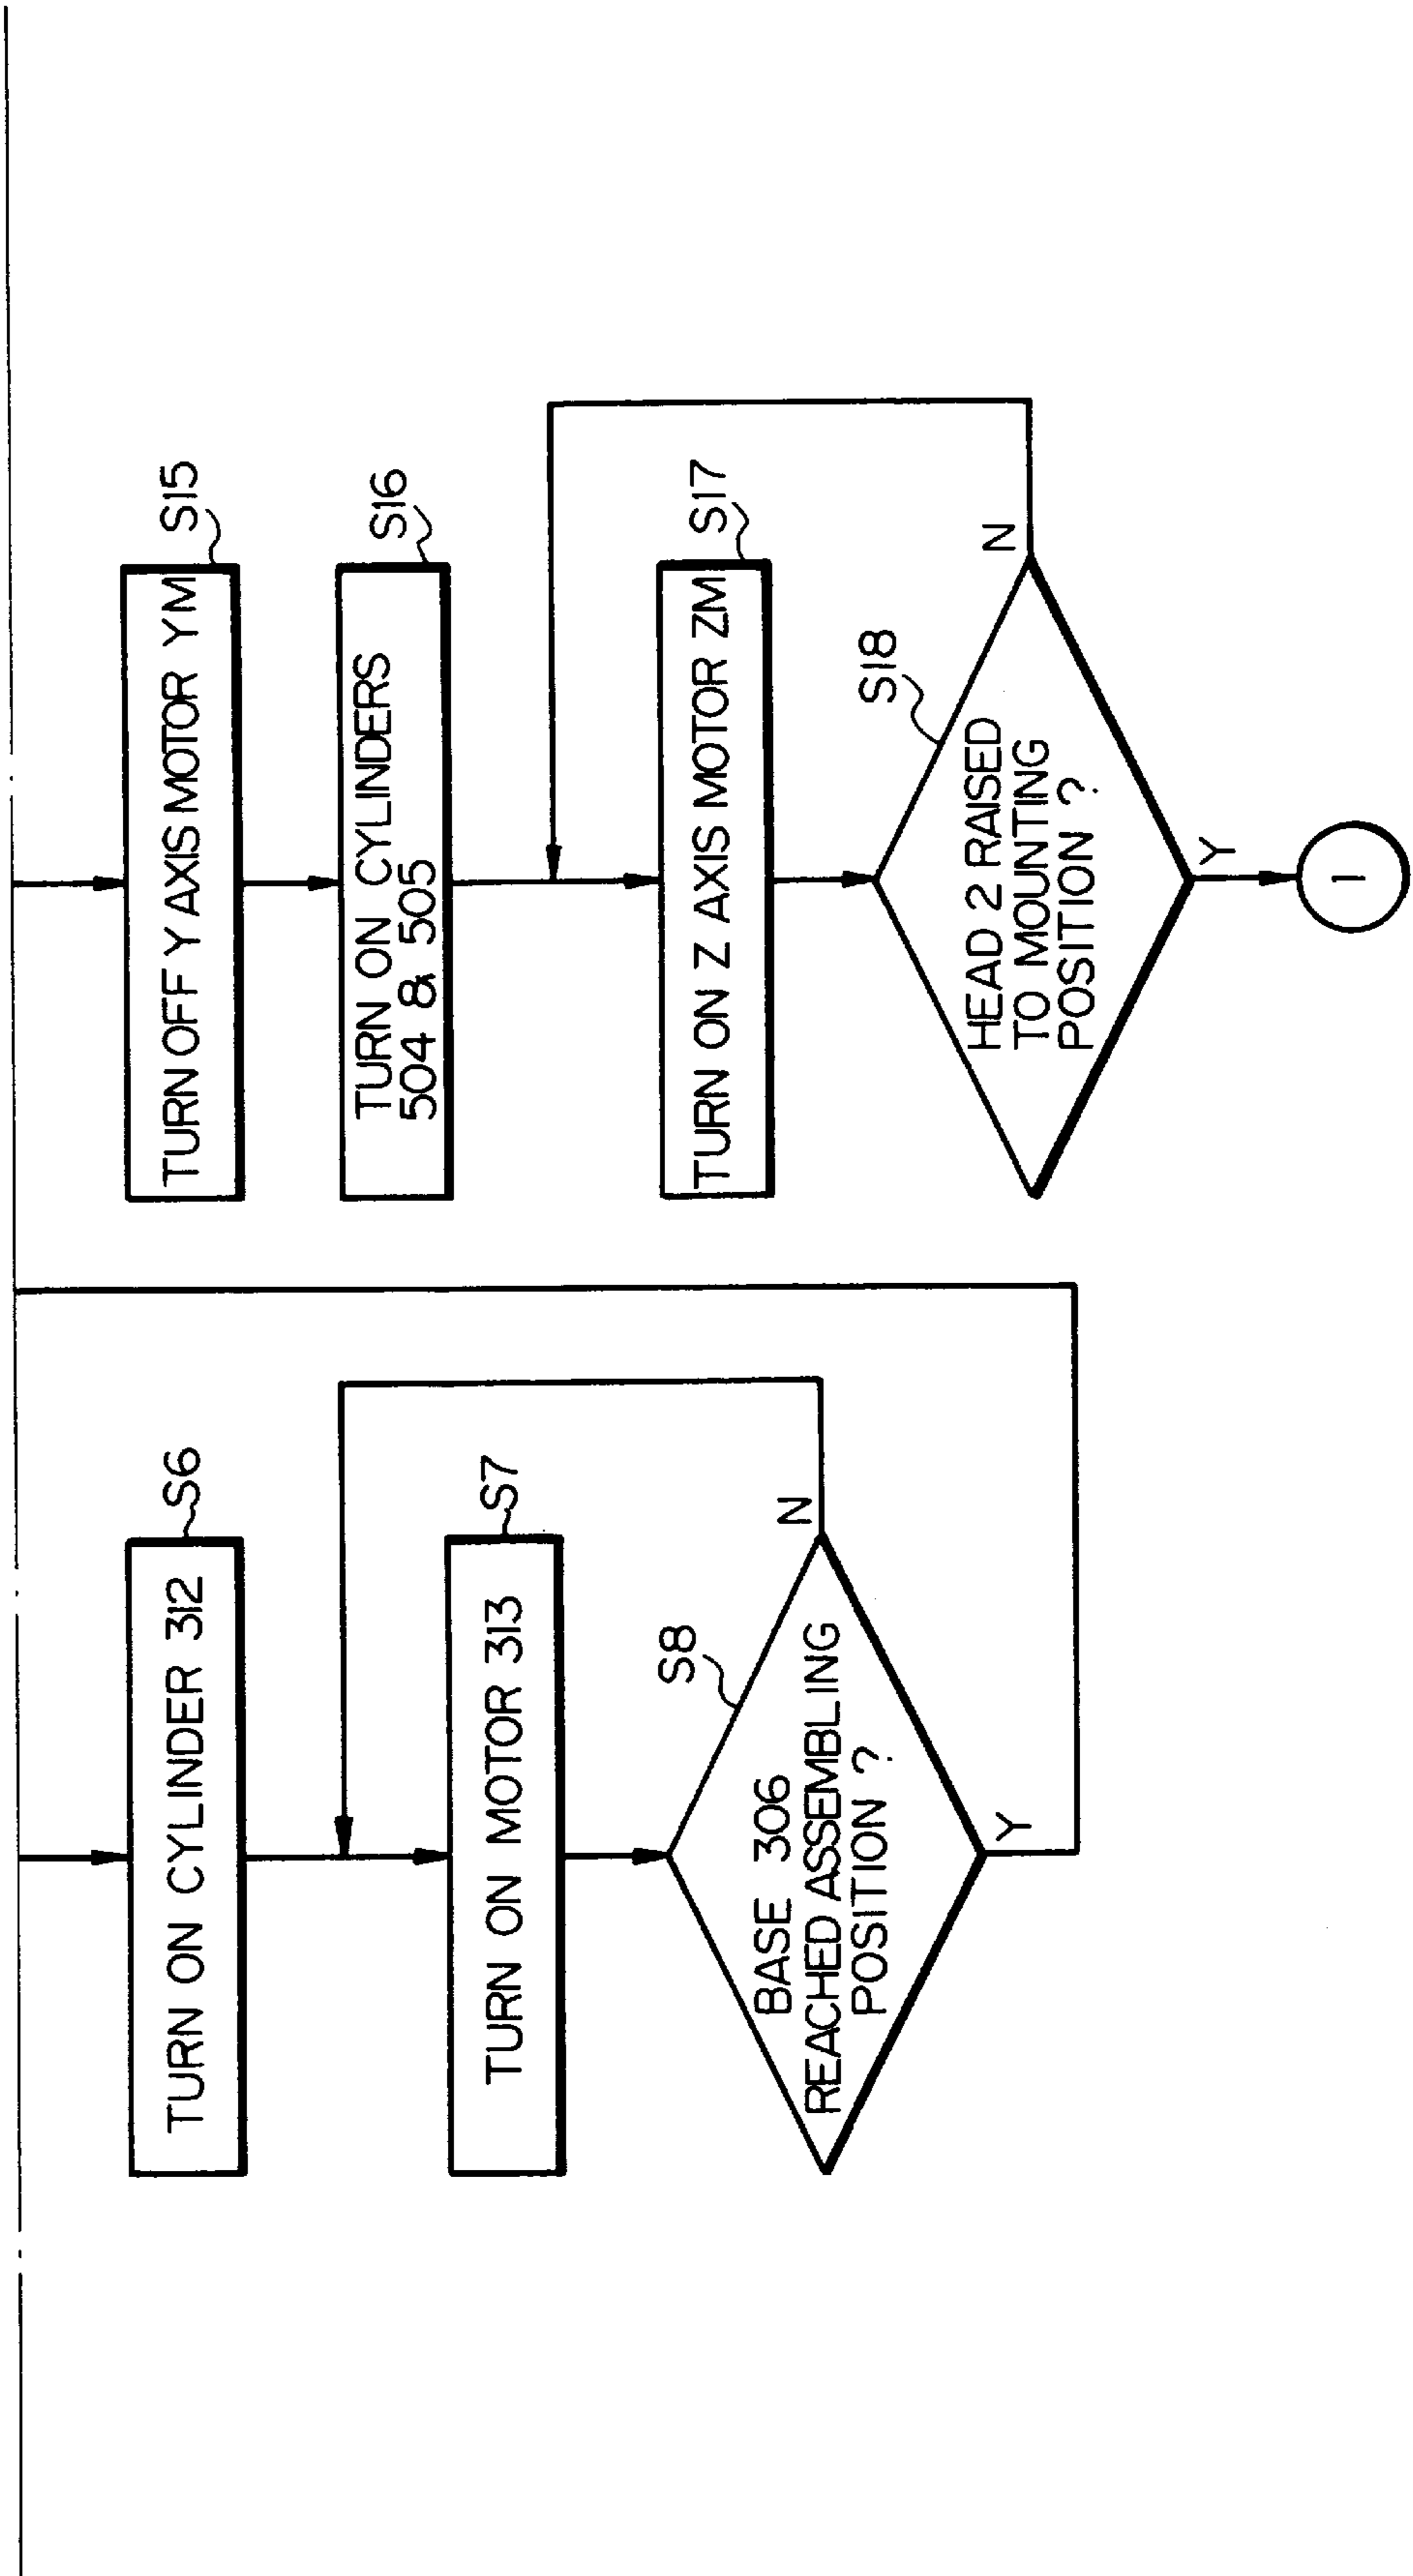 TURN ON CYLINDER 312
S6
TURN ON MOTOR 313
S7
S8
BASE 306
REACHED ASSEMBLING
POSITION ?
N
Y
TURN OFF Y AXIS MOTOR YM
S15
TURN ON CYLINDERS
504 & 505
S16
TURN ON Z AXIS MOTOR ZM
S17
S18
HEAD 2 RAISED
TO MOUNTING
POSITION ?
N
Y
1